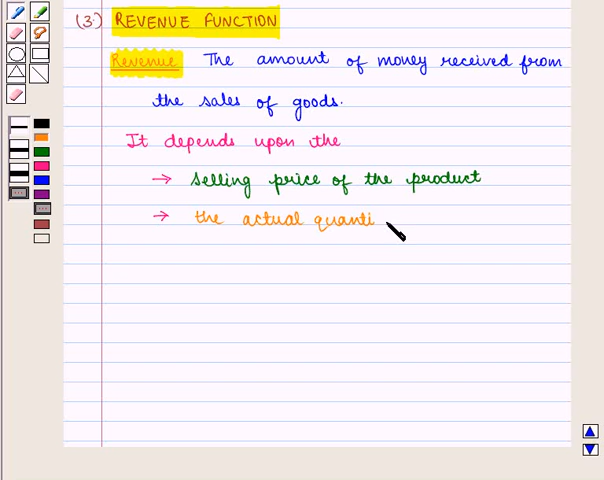 (3.) REVENUE FUNCTION
Revenue The amount of money received from
the sales of goods.
It depends upon the
→ selling price of the product
→ the actual quanti